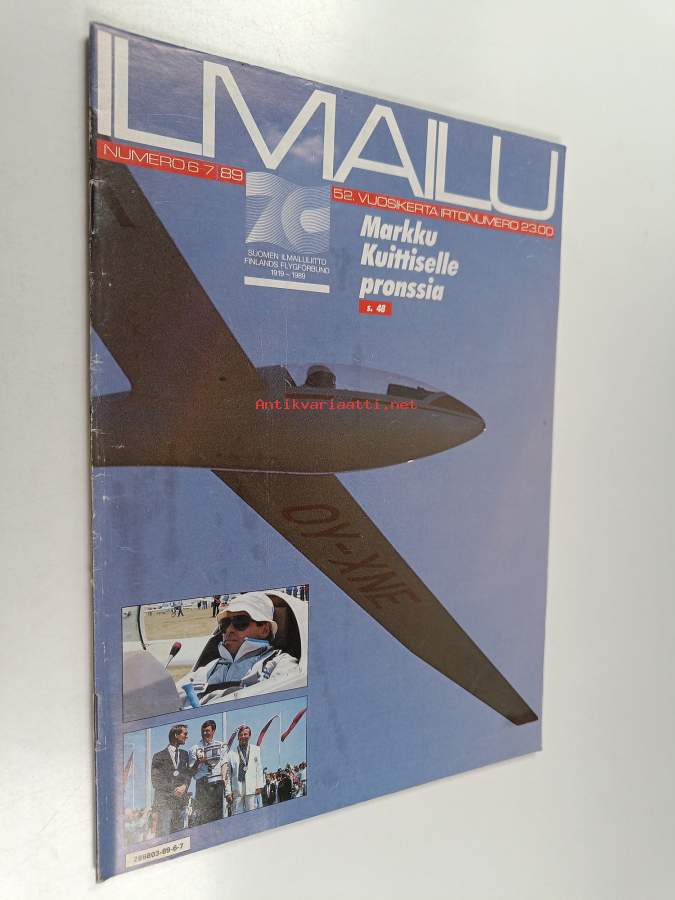 ILMAILU
NUMERO 6-7/89
52. VUOSIKERTA IRTONUMERO 23.00
70
SUOMEN ILMAILULIITTO
FINLANDS FLYGFÖRBUND
1919 – 1989
Markku
Kuittiselle
pronssia
s. 48
Antikvariaatti.net
OY-XNE
288803-89-6-7